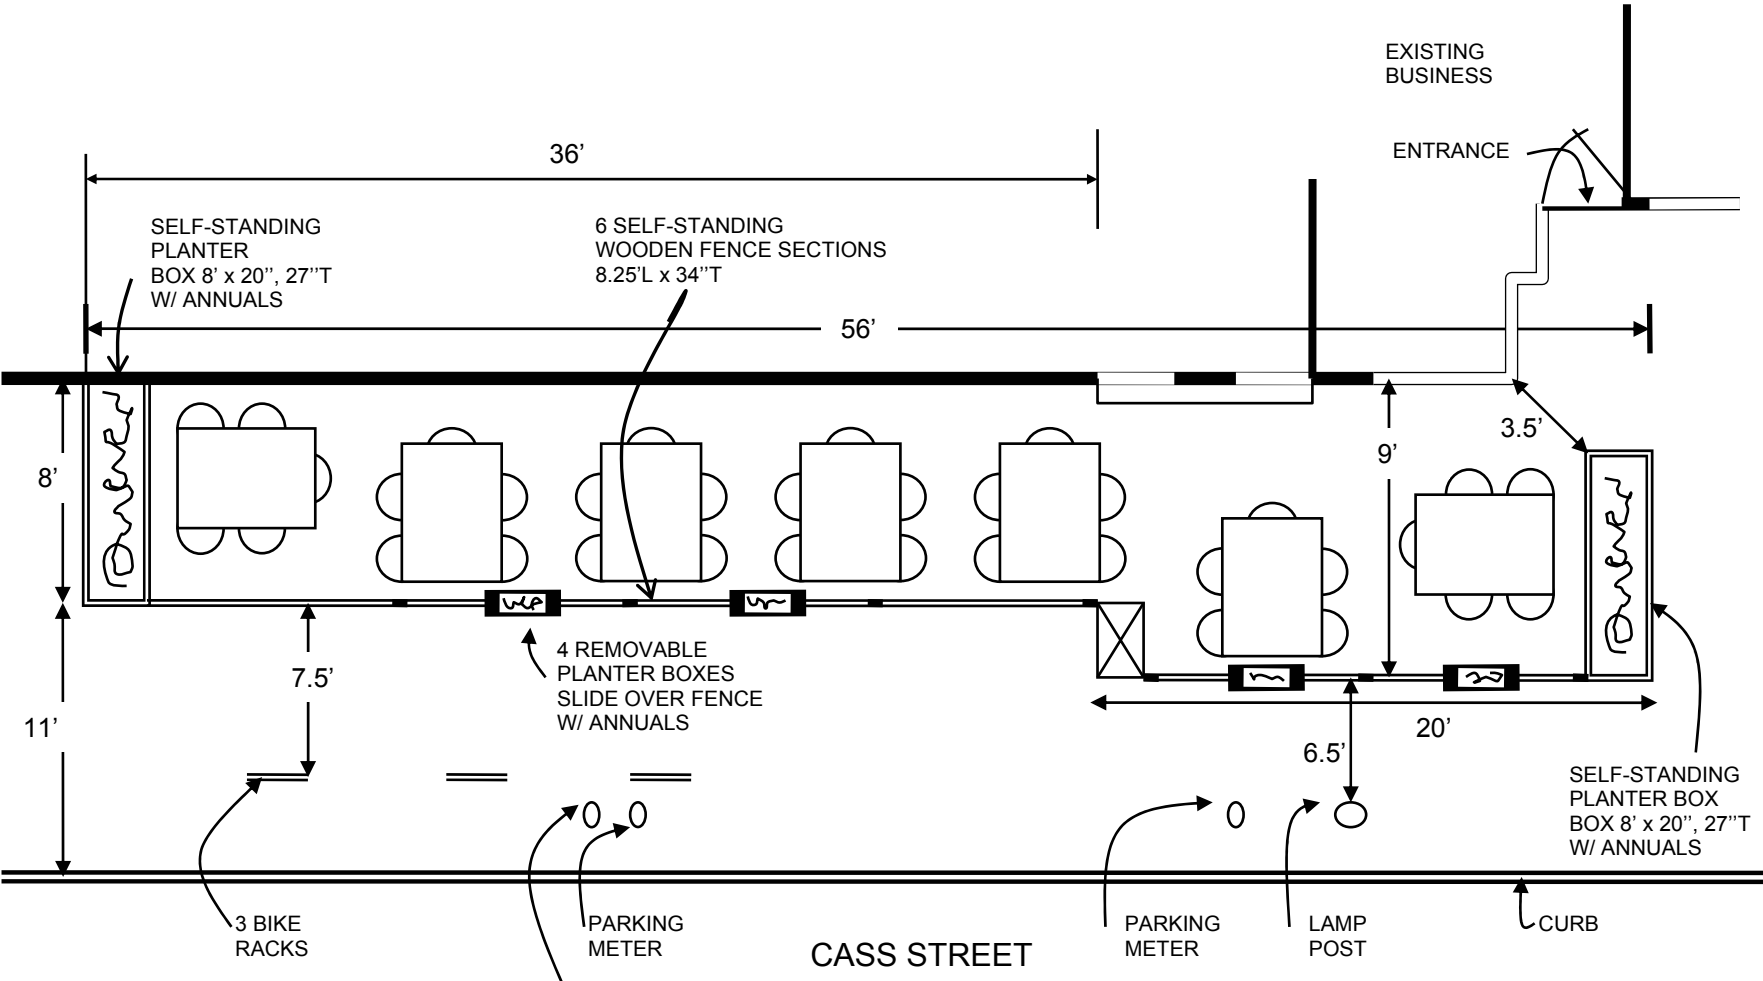 EXISTING
BUSINESS
ENTRANCE
36’
SELF-STANDING
PLANTER
BOX 8’ x 20’’, 27’’T
W/ ANNUALS
6 SELF-STANDING
WOODEN FENCE SECTIONS
8.25’L x 34’’T
56’
3.5’
8’
9’
4 REMOVABLE
PLANTER BOXES
SLIDE OVER FENCE
W/ ANNUALS
7.5’
11’
20’
6.5’
SELF-STANDING
PLANTER BOX
BOX 8’ x 20’’, 27’’T
W/ ANNUALS
3 BIKE
RACKS
PARKING
METER
CASS STREET
PARKING
METER
LAMP
POST
CURB